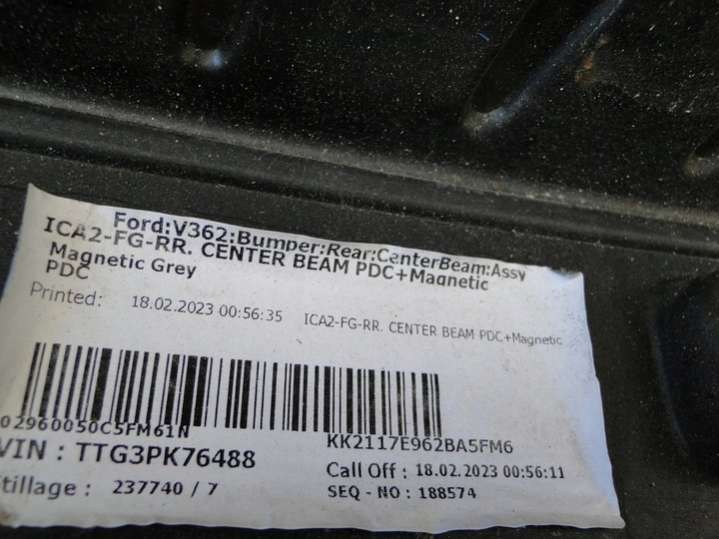 Ford:V362:Bumper:Rear:CenterBeam:Assy
ICA2-FG-RR. CENTER BEAM PDC+Magnetic
Magnetic Grey
PDC
Printed: 18.02.2023 00:56:35 ICA2-FG-RR. CENTER BEAM PDC+Magnetic
02960050C5FM61N
KK2117E962BA5FM6
VIN : TTG3PK76488
Call Off : 18.02.2023 00:56:11
tillage : 237740 / 7
SEQ - NO : 188574